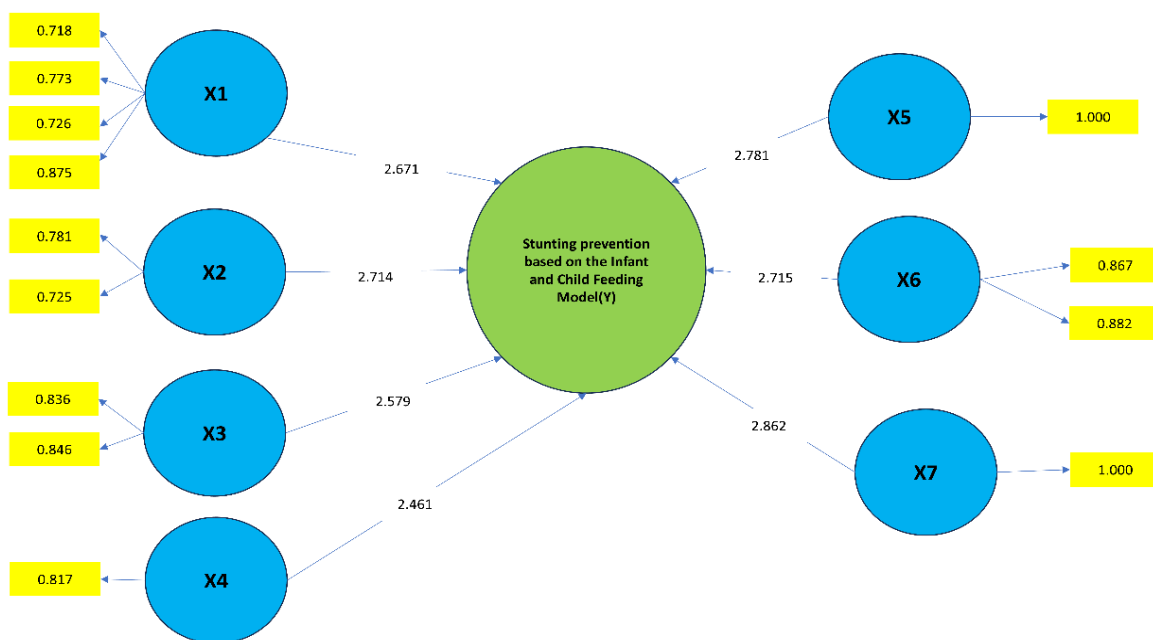 0.718
0.773
0.726
0.875
X1
2.671
0.781
0.725
X2
2.714
0.836
0.846
X3
2.579
0.817
X4
2.461
Stunting prevention
based on the Infant
and Child Feeding
Model(Y)
2.781
X5
1.000
2.715
X6
0.867
0.882
2.862
X7
1.000